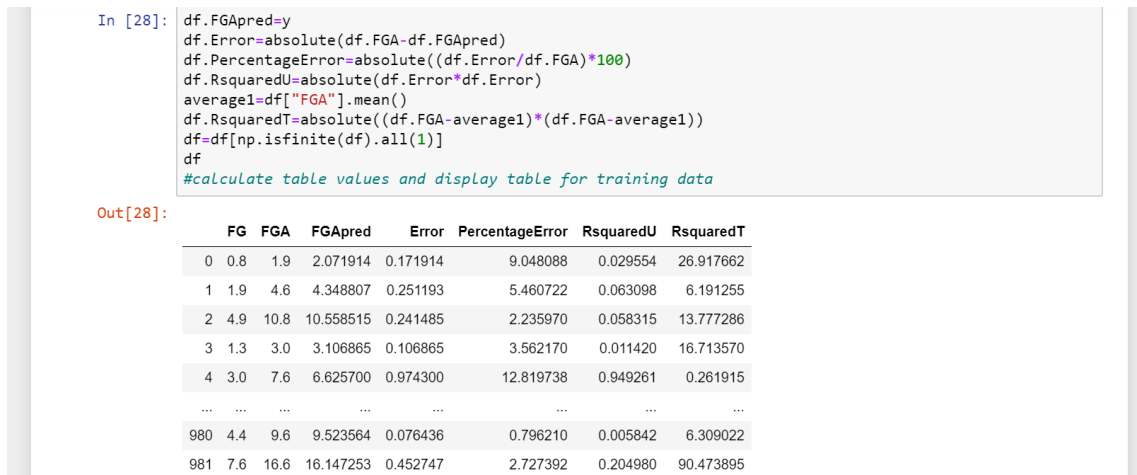 In [28]: df.FGApred=y
df.Error=absolute(df.FGA-df.FGApred)
df.PercentageError=absolute((df.Error/df.FGA)*100)
df.RsquaredU=absolute(df.Error*df.Error)
average1=df["FGA"].mean()
df.RsquaredT=absolute((df.FGA-average1)*(df.FGA-average1))
df=df[np.isfinite(df).all(1)]
df
#calculate table values and display table for training data
Out[28]:
FG FGA FGApred Error PercentageError RsquaredU RsquaredT
0 0.8 1.9 2.071914 0.171914 9.048088 0.029554 26.917662
1 1.9 4.6 4.348807 0.251193 5.460722 0.063098 6.191255
2 4.9 10.8 10.558515 0.241485 2.235970 0.058315 13.777286
3 1.3 3.0 3.106865 0.106865 3.562170 0.011420 16.713570
4 3.0 7.6 6.625700 0.974300 12.819738 0.949261 0.261915
... ... ... ... ... ... ... ...
980 4.4 9.6 9.523564 0.076436 0.796210 0.005842 6.309022
981 7.6 16.6 16.147253 0.452747 2.727392 0.204980 90.473895